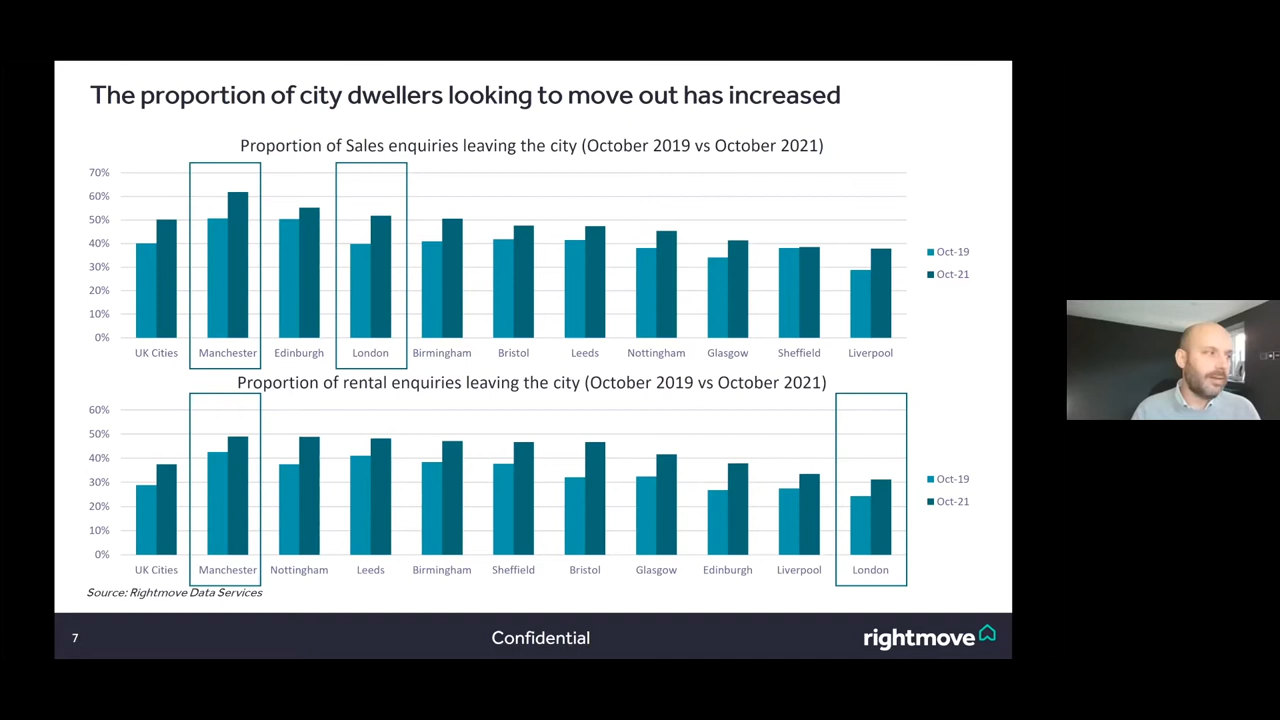 The proportion of city dwellers looking to move out has increased
Proportion of Sales enquiries leaving the city (October 2019 vs October 2021)
70%
60%
50%
40%
30%
20%
10%
0%
UK Cities Manchester Edinburgh London Birmingham Bristol Leeds Nottingham Glasgow Sheffield Liverpool
Oct-19
Oct-21
Proportion of rental enquiries leaving the city (October 2019 vs October 2021)
60%
50%
40%
30%
20%
10%
0%
UK Cities Manchester Nottingham Leeds Birmingham Sheffield Bristol Glasgow Edinburgh Liverpool London
Oct-19
Oct-21
Source: Rightmove Data Services
7 Confidential rightmove